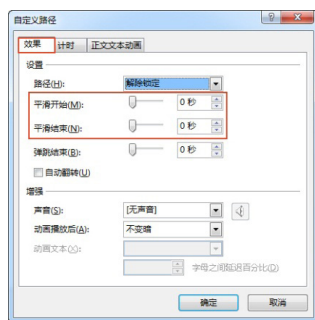 自定义路径
效果 计时 正文文本动画
设置
路径(H): 解除锁定
平滑开始(M): 0 秒
平滑结束(N): 0 秒
弹跳结束(B): 0 秒
自动翻转(U)
增强
声音(S): [无声音]
动画播放后(A): 不变暗
动画文本(X):
字母之间延迟百分比(D)
确定 取消